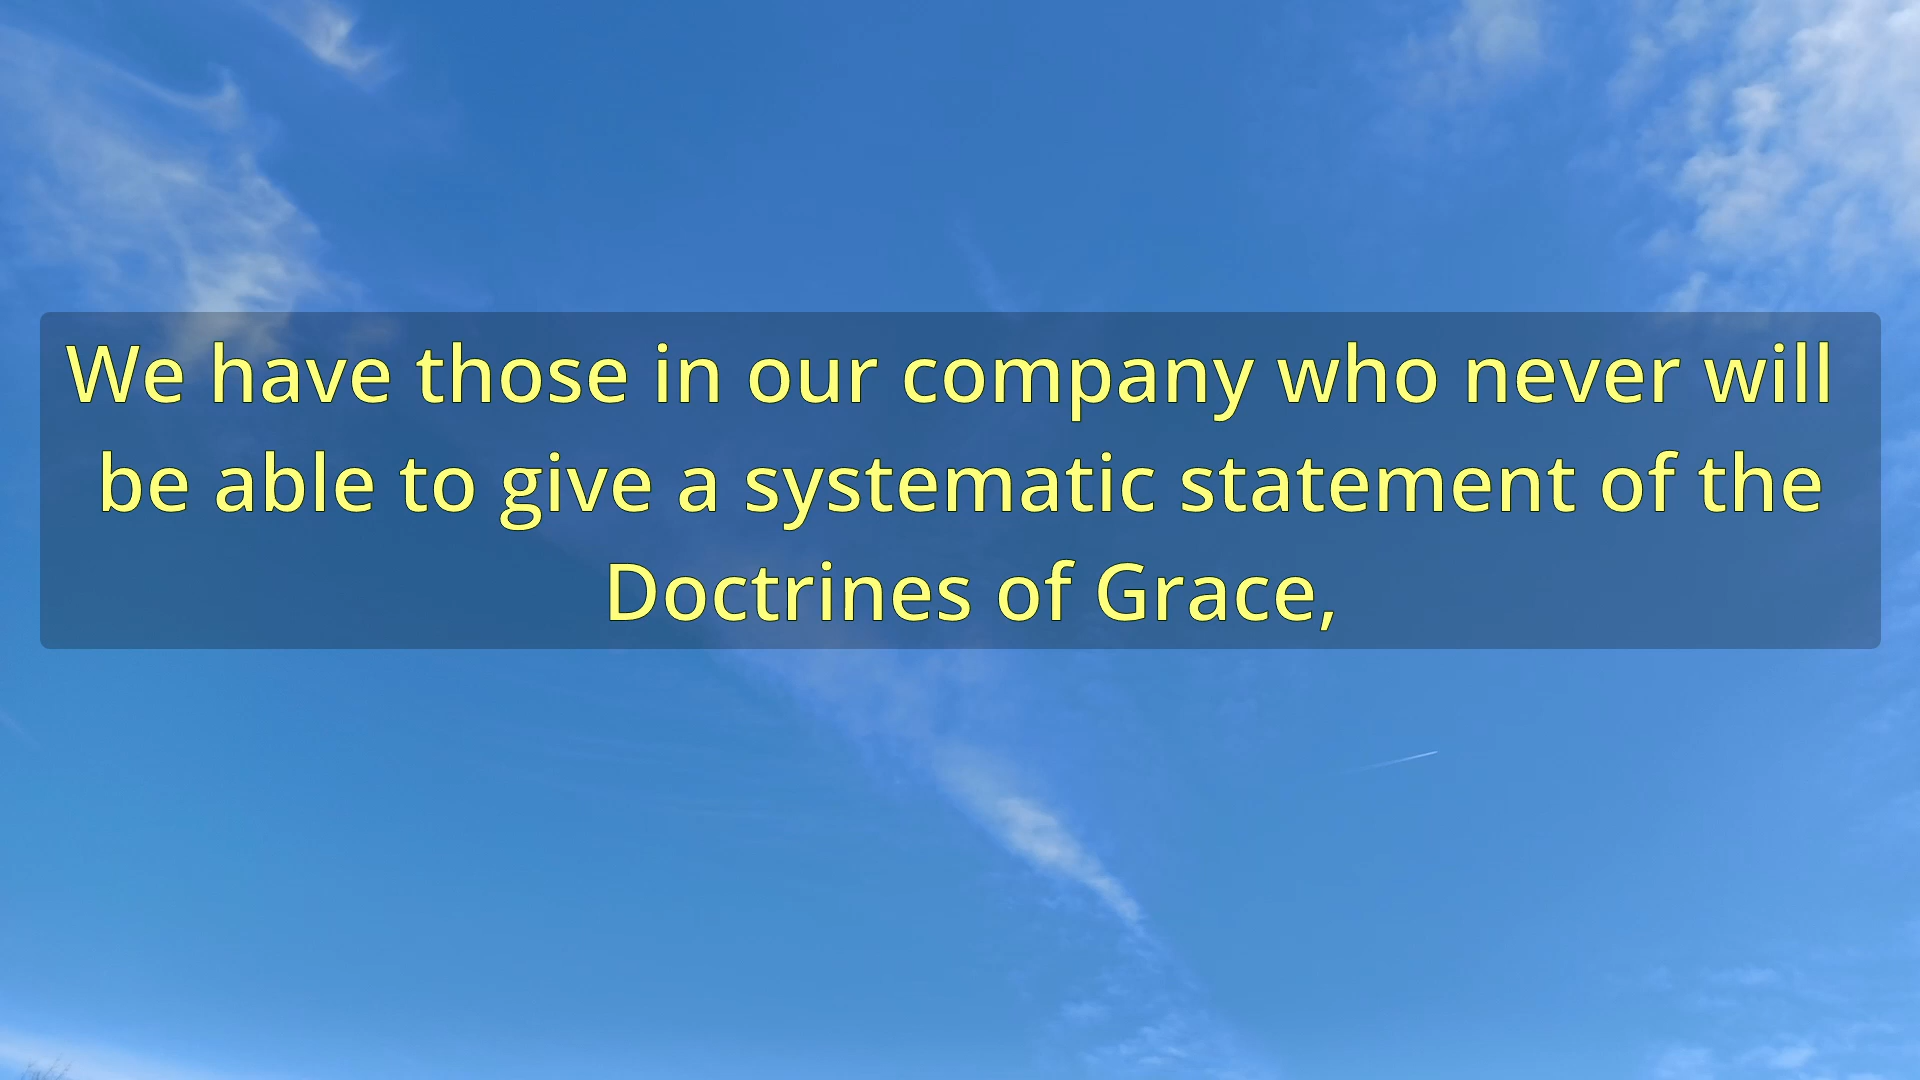 We have those in our company who never will
be able to give a systematic statement of the
Doctrines of Grace,